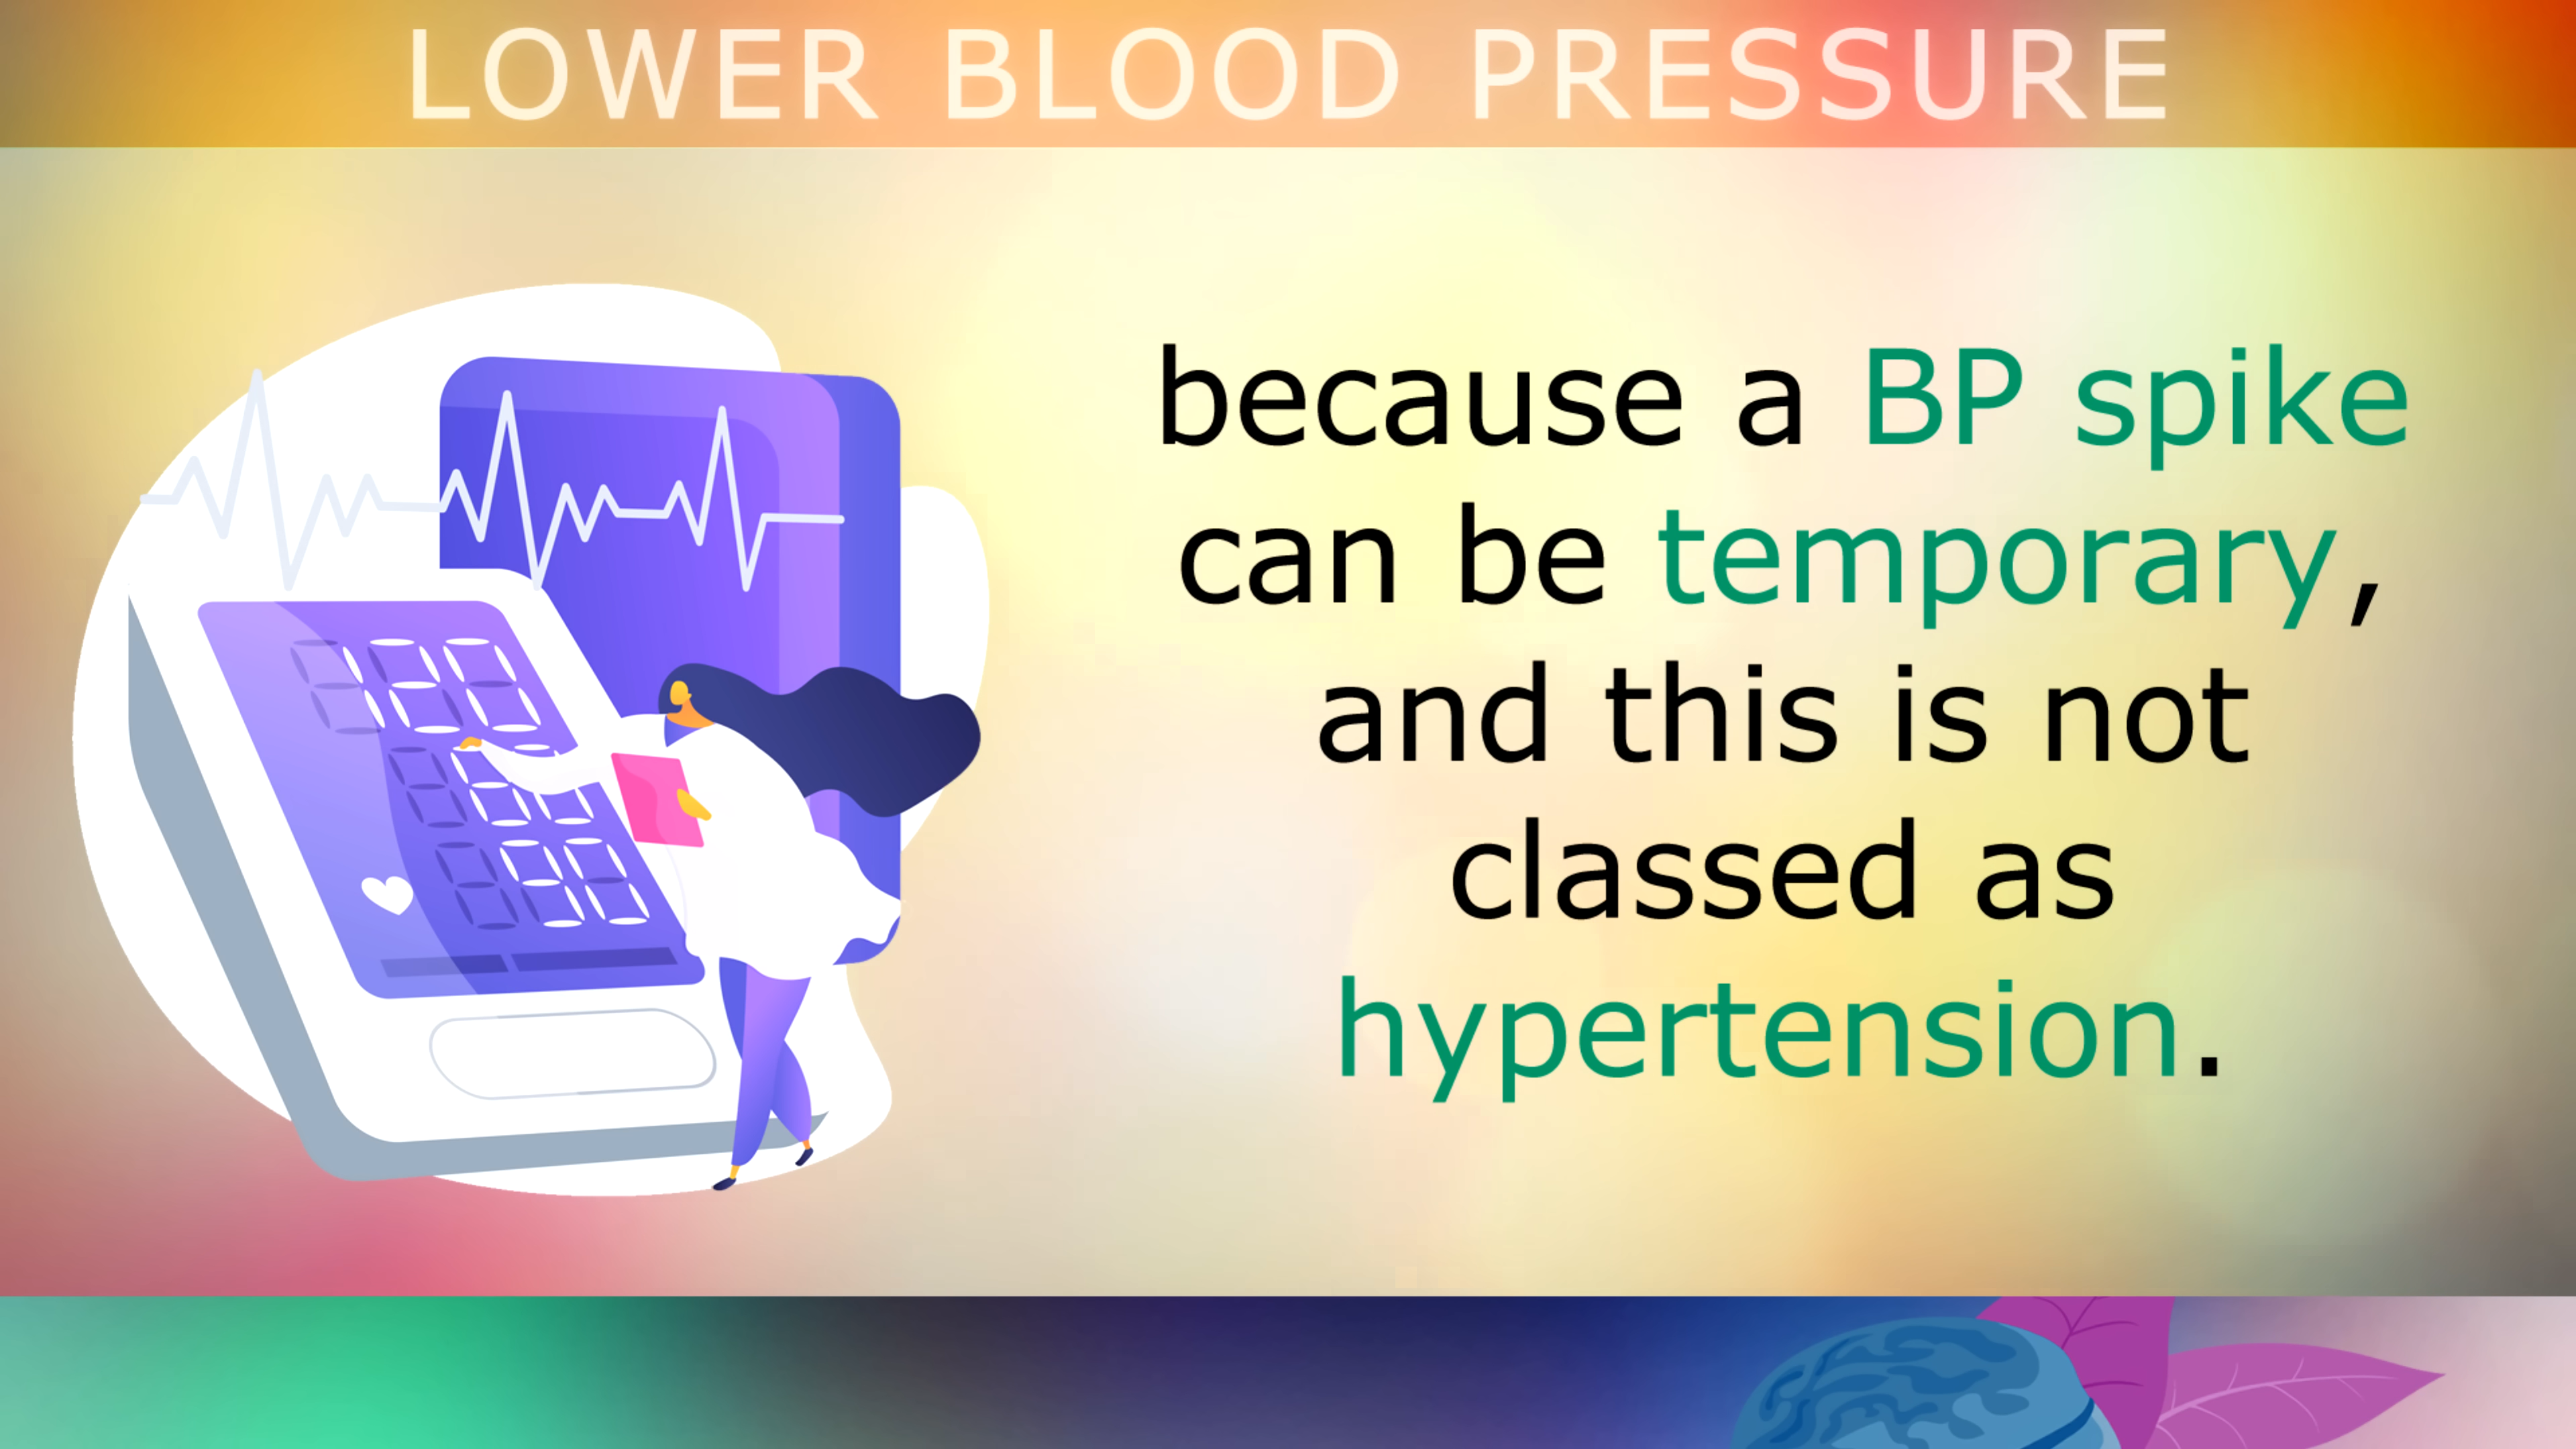 LOWER BLOOD PRESSURE
because a BP spike
can be temporary,
and this is not
classed as
hypertension.